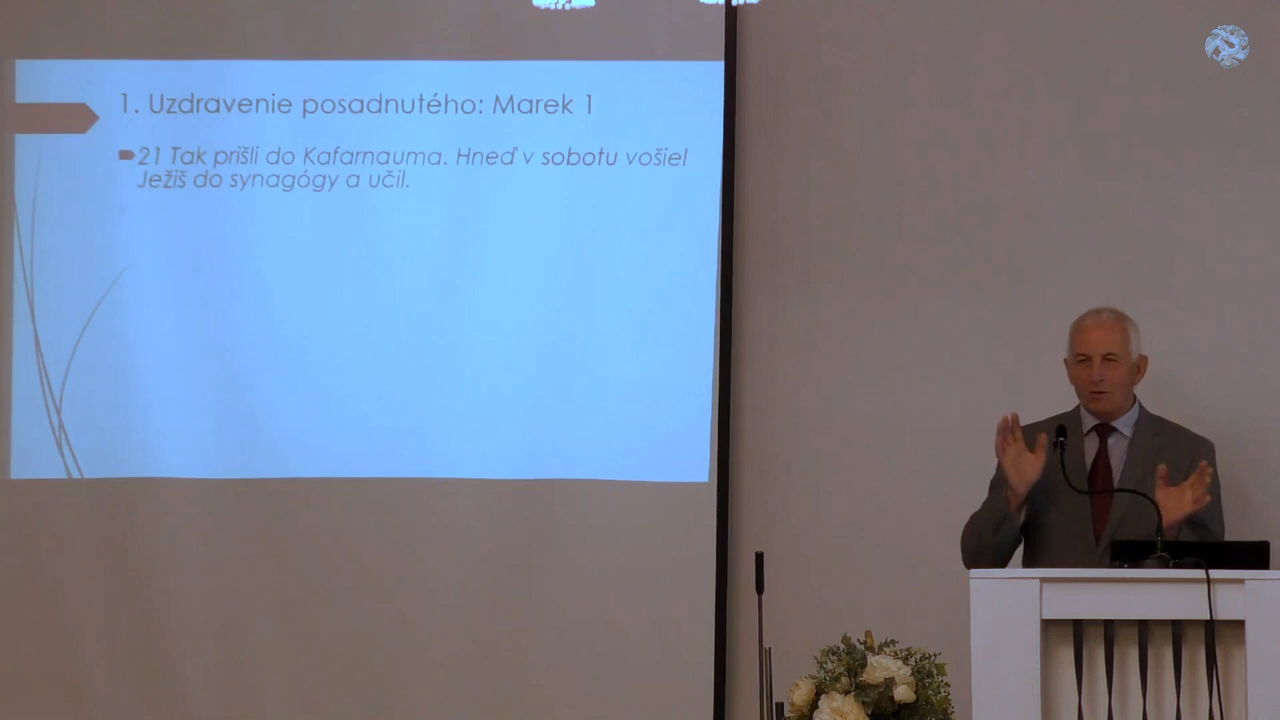 1. Uzdravenie posadnutého: Marek 1
21 Tak prišli do Kafarnauma. Hneď v sobotu vošiel
Ježiš do synagógy a učil.